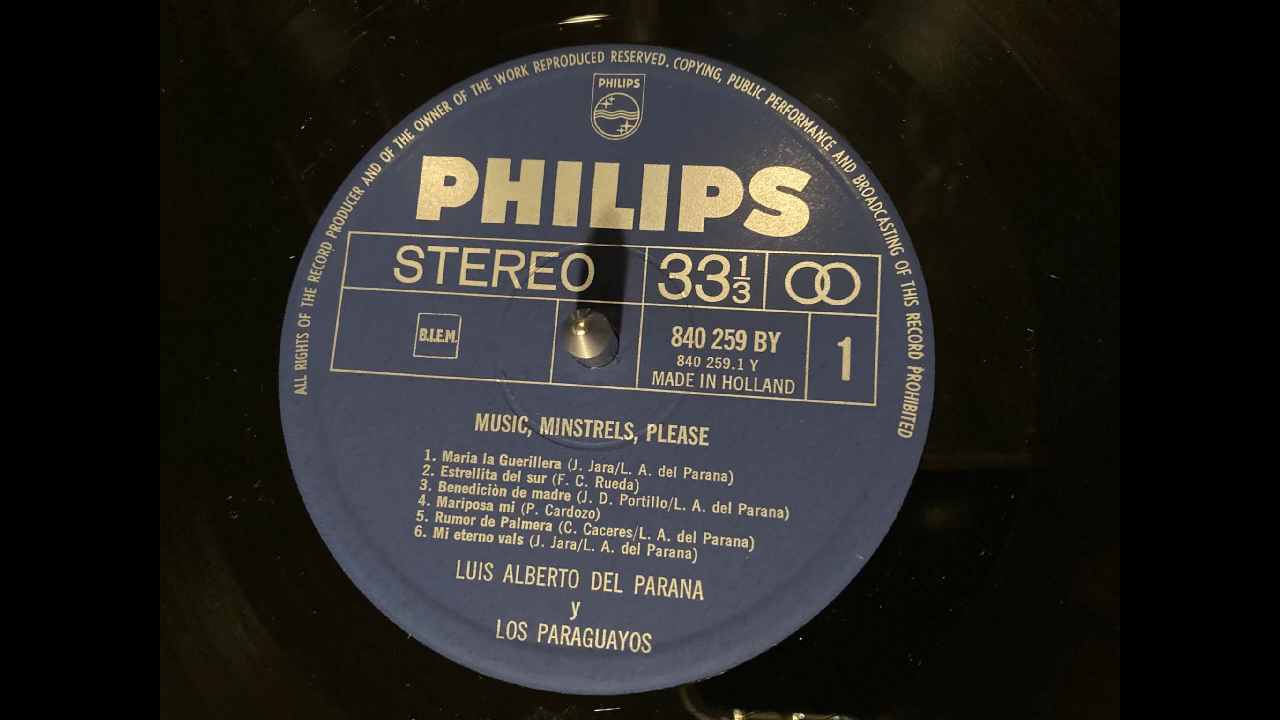 ALL RIGHTS OF THE RECORD PRODUCER AND OF THE OWNER OF THE WORK REPRODUCED RESERVED. COPYING, PUBLIC PERFORMANCE AND BROADCASTING OF THIS RECORD PROHIBITED
PHILIPS
PHILIPS
STEREO 33 1/3
B.I.E.M.
840 259 BY
840 259.1 Y
MADE IN HOLLAND
1
MUSIC, MINSTRELS, PLEASE
1. Maria la Guerillera (J. Jara/L. A. del Parana)
2. Estrellita del sur (F. C. Rueda)
3. Benediciòn de madre (J. D. Portillo/L. A. del Parana)
4. Mariposa mi (P. Cardozo)
5. Rumor de Palmera (C. Caceres/L. A. del Parana)
6. Mi eterno vals (J. Jara/L. A. del Parana)
LUIS ALBERTO DEL PARANA
y
LOS PARAGUAYOS